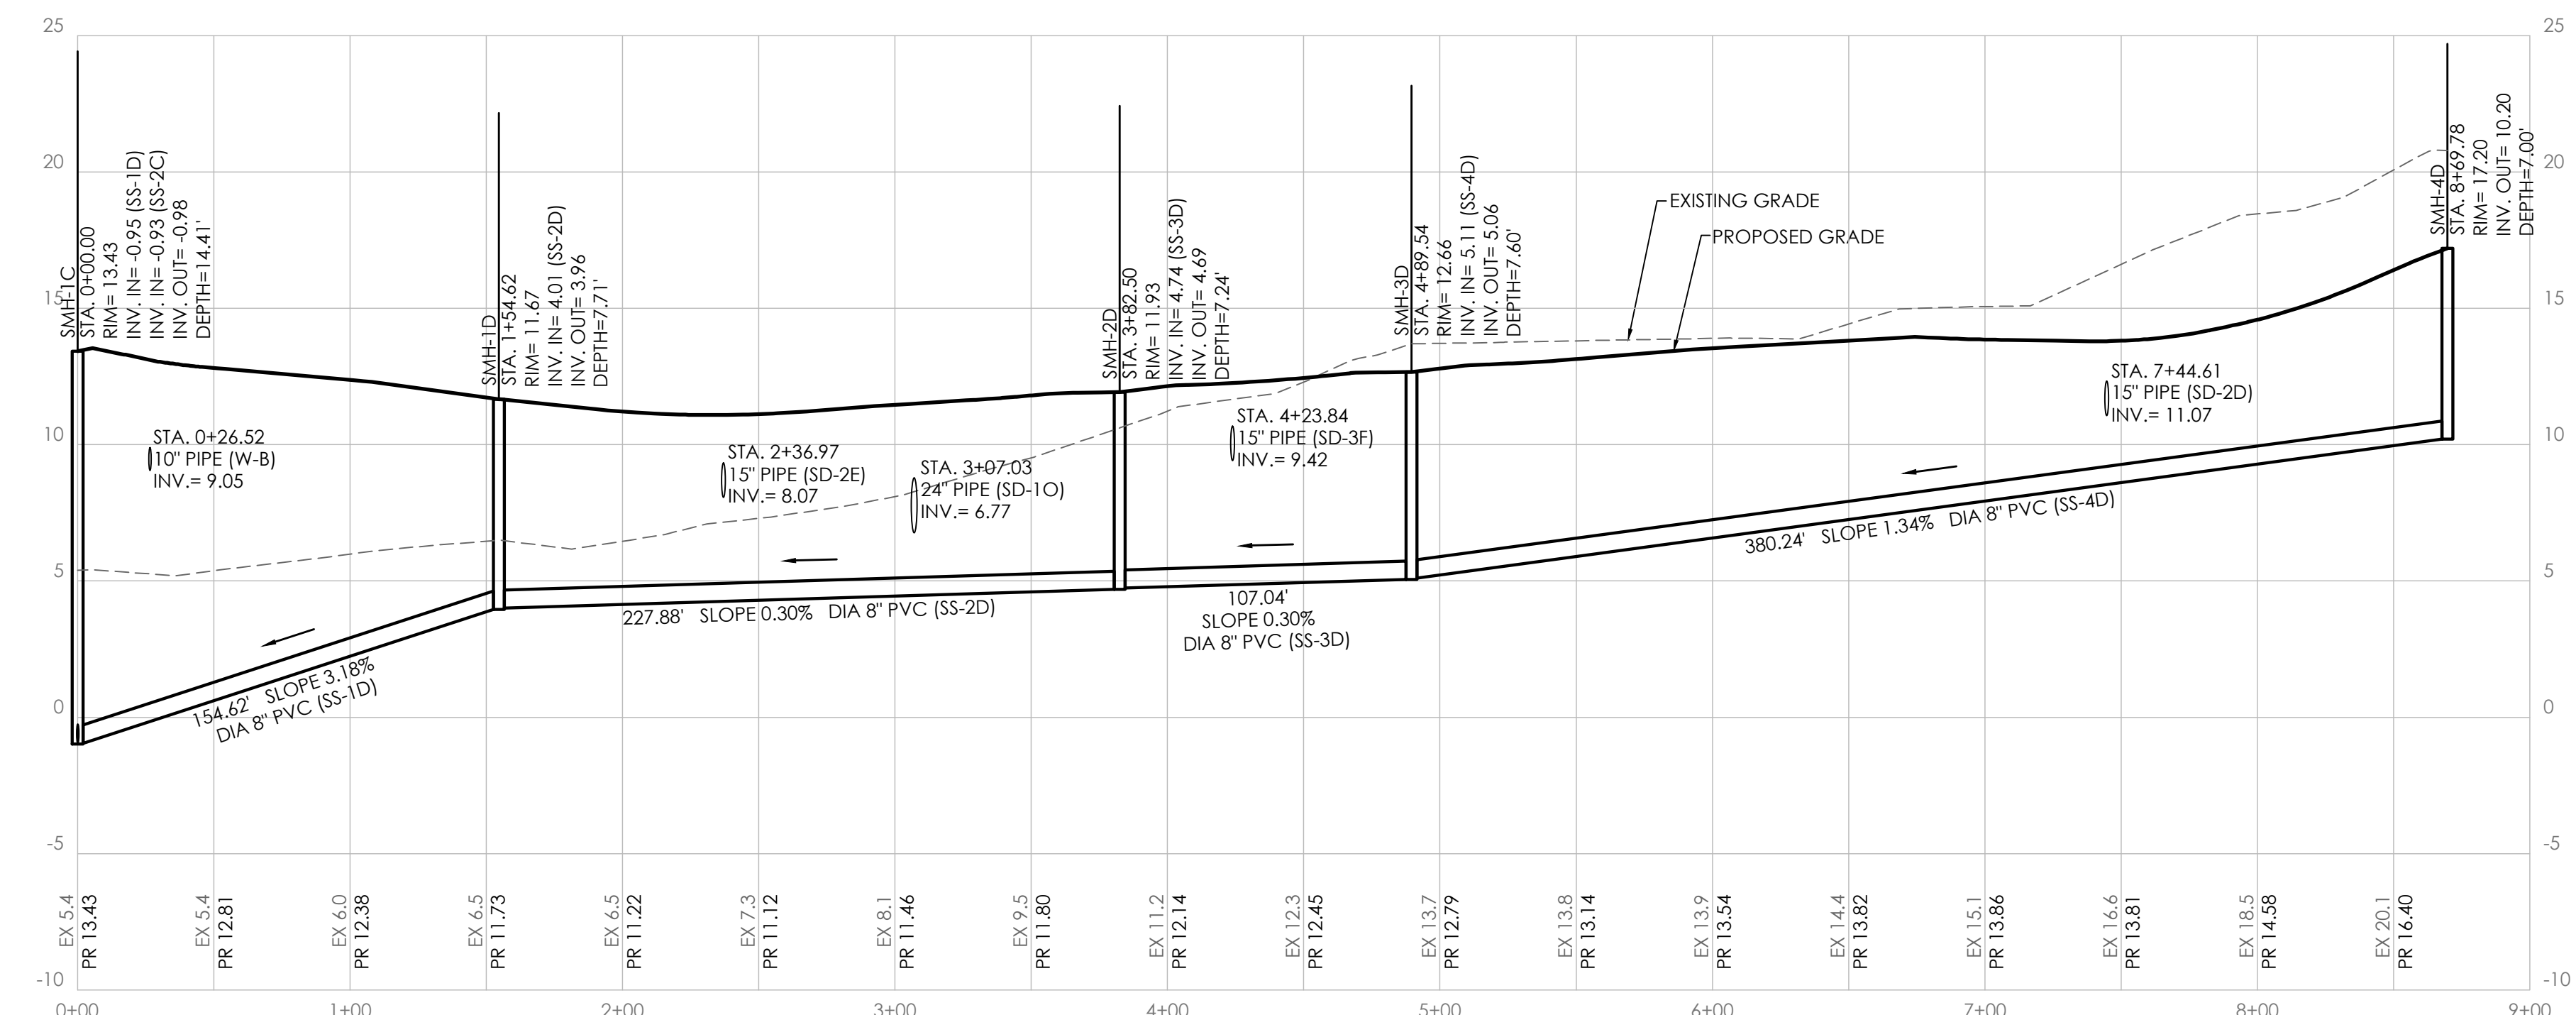 25
25
20
20
15
15
10
10
5
5
0
0
-5
-5
-10
-10
SMH-1C
STA. 0+00.00
RIM= 13.43
INV. IN= -0.95 (SS-1D)
INV. IN= -0.93 (SS-2C)
INV. OUT= -0.98
DEPTH=14.41'
SMH-1D
STA. 1+54.62
RIM= 11.67
INV. IN= 4.01 (SS-2D)
INV. OUT= 3.96
DEPTH=7.71'
SMH-2D
STA. 3+82.50
RIM= 11.93
INV. IN= 4.74 (SS-3D)
INV. OUT= 4.69
DEPTH=7.24'
SMH-3D
STA. 4+89.54
RIM= 12.66
INV. IN= 5.11 (SS-4D)
INV. OUT= 5.06
DEPTH=7.60'
SMH-4D
STA. 8+69.78
RIM= 17.20
INV. OUT= 10.20
DEPTH=7.00'
EXISTING GRADE
PROPOSED GRADE
STA. 0+26.52
10" PIPE (W-B)
INV.= 9.05
STA. 2+36.97
15" PIPE (SD-2E)
INV.= 8.07
STA. 3+07.03
24" PIPE (SD-1O)
INV.= 6.77
STA. 4+23.84
15" PIPE (SD-3F)
INV.= 9.42
STA. 7+44.61
15" PIPE (SD-2D)
INV.= 11.07
154.62' SLOPE 3.18%
DIA 8" PVC (SS-1D)
227.88' SLOPE 0.30% DIA 8" PVC (SS-2D)
107.04'
SLOPE 0.30%
DIA 8" PVC (SS-3D)
380.24' SLOPE 1.34% DIA 8" PVC (SS-4D)
EX 5.4
PR 13.43
EX 5.4
PR 12.81
EX 6.0
PR 12.38
EX 6.5
PR 11.73
EX 6.5
PR 11.22
EX 7.3
PR 11.12
EX 8.1
PR 11.46
EX 9.5
PR 11.80
EX 11.2
PR 12.14
EX 12.3
PR 12.45
EX 13.7
PR 12.79
EX 13.8
PR 13.14
EX 13.9
PR 13.54
EX 14.4
PR 13.82
EX 15.1
PR 13.86
EX 16.6
PR 13.81
EX 18.5
PR 14.58
EX 20.1
PR 16.40
0+00 1+00 2+00 3+00 4+00 5+00 6+00 7+00 8+00 9+00